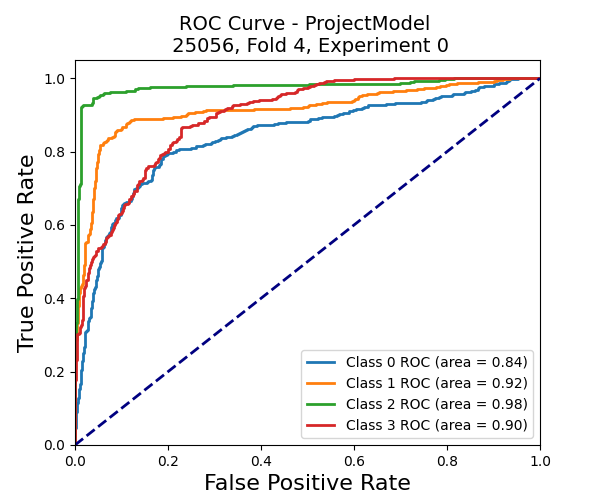 ROC Curve - ProjectModel
25056, Fold 4, Experiment 0
True Positive Rate
1.0
0.8
0.6
0.4
0.2
0.0
0.0 0.2 0.4 0.6 0.8 1.0
False Positive Rate
Class 0 ROC (area = 0.84)
Class 1 ROC (area = 0.92)
Class 2 ROC (area = 0.98)
Class 3 ROC (area = 0.90)